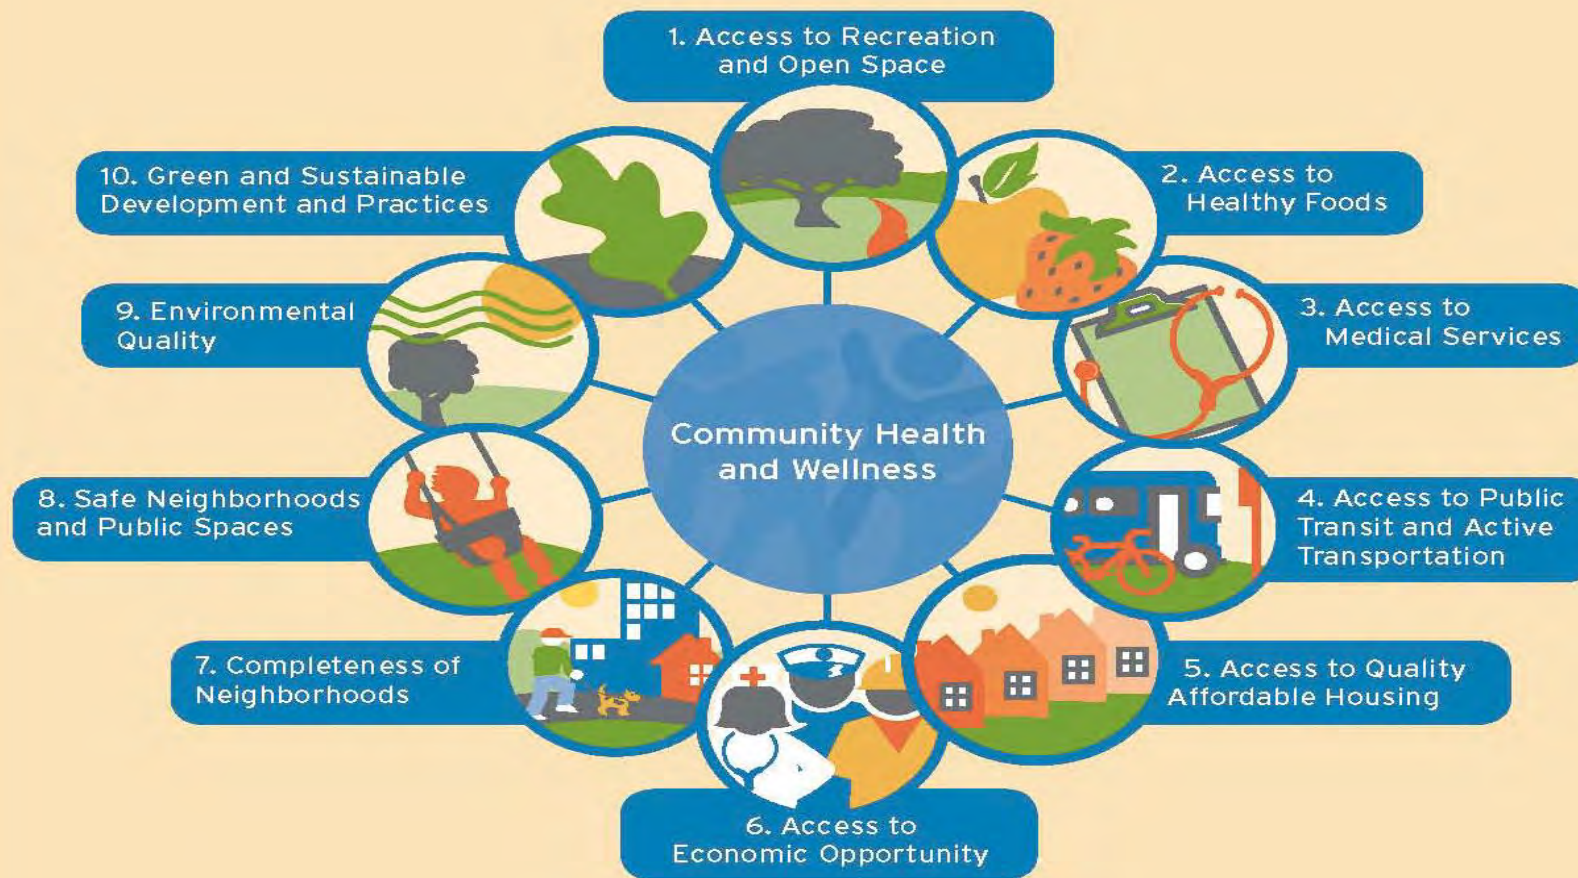 1. Access to Recreation
and Open Space
2. Access to
Healthy Foods
3. Access to
Medical Services
4. Access to Public
Transit and Active
Transportation
5. Access to Quality
Affordable Housing
6. Access to
Economic Opportunity
7. Completeness of
Neighborhoods
8. Safe Neighborhoods
and Public Spaces
9. Environmental
Quality
10. Green and Sustainable
Development and Practices
Community Health
and Wellness